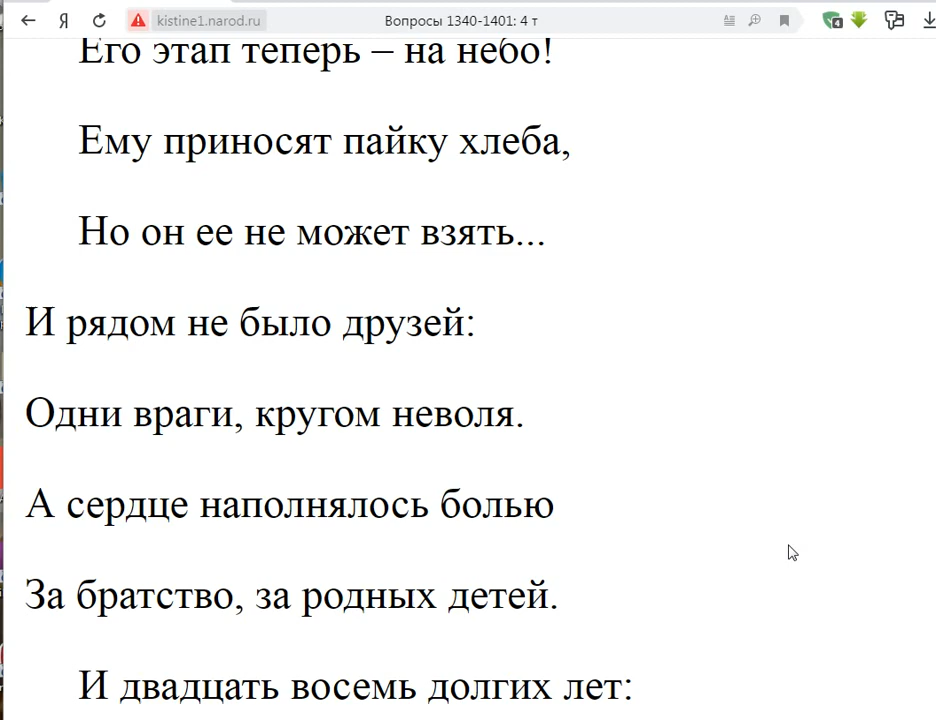 kistine1.narod.ru
Вопросы 1340-1401: 4 т
Его этап теперь – на небо!
Ему приносят пайку хлеба,
Но он ее не может взять...
И рядом не было друзей:
Одни враги, кругом неволя.
А сердце наполнялось болью
За братство, за родных детей.
И двадцать восемь долгих лет: